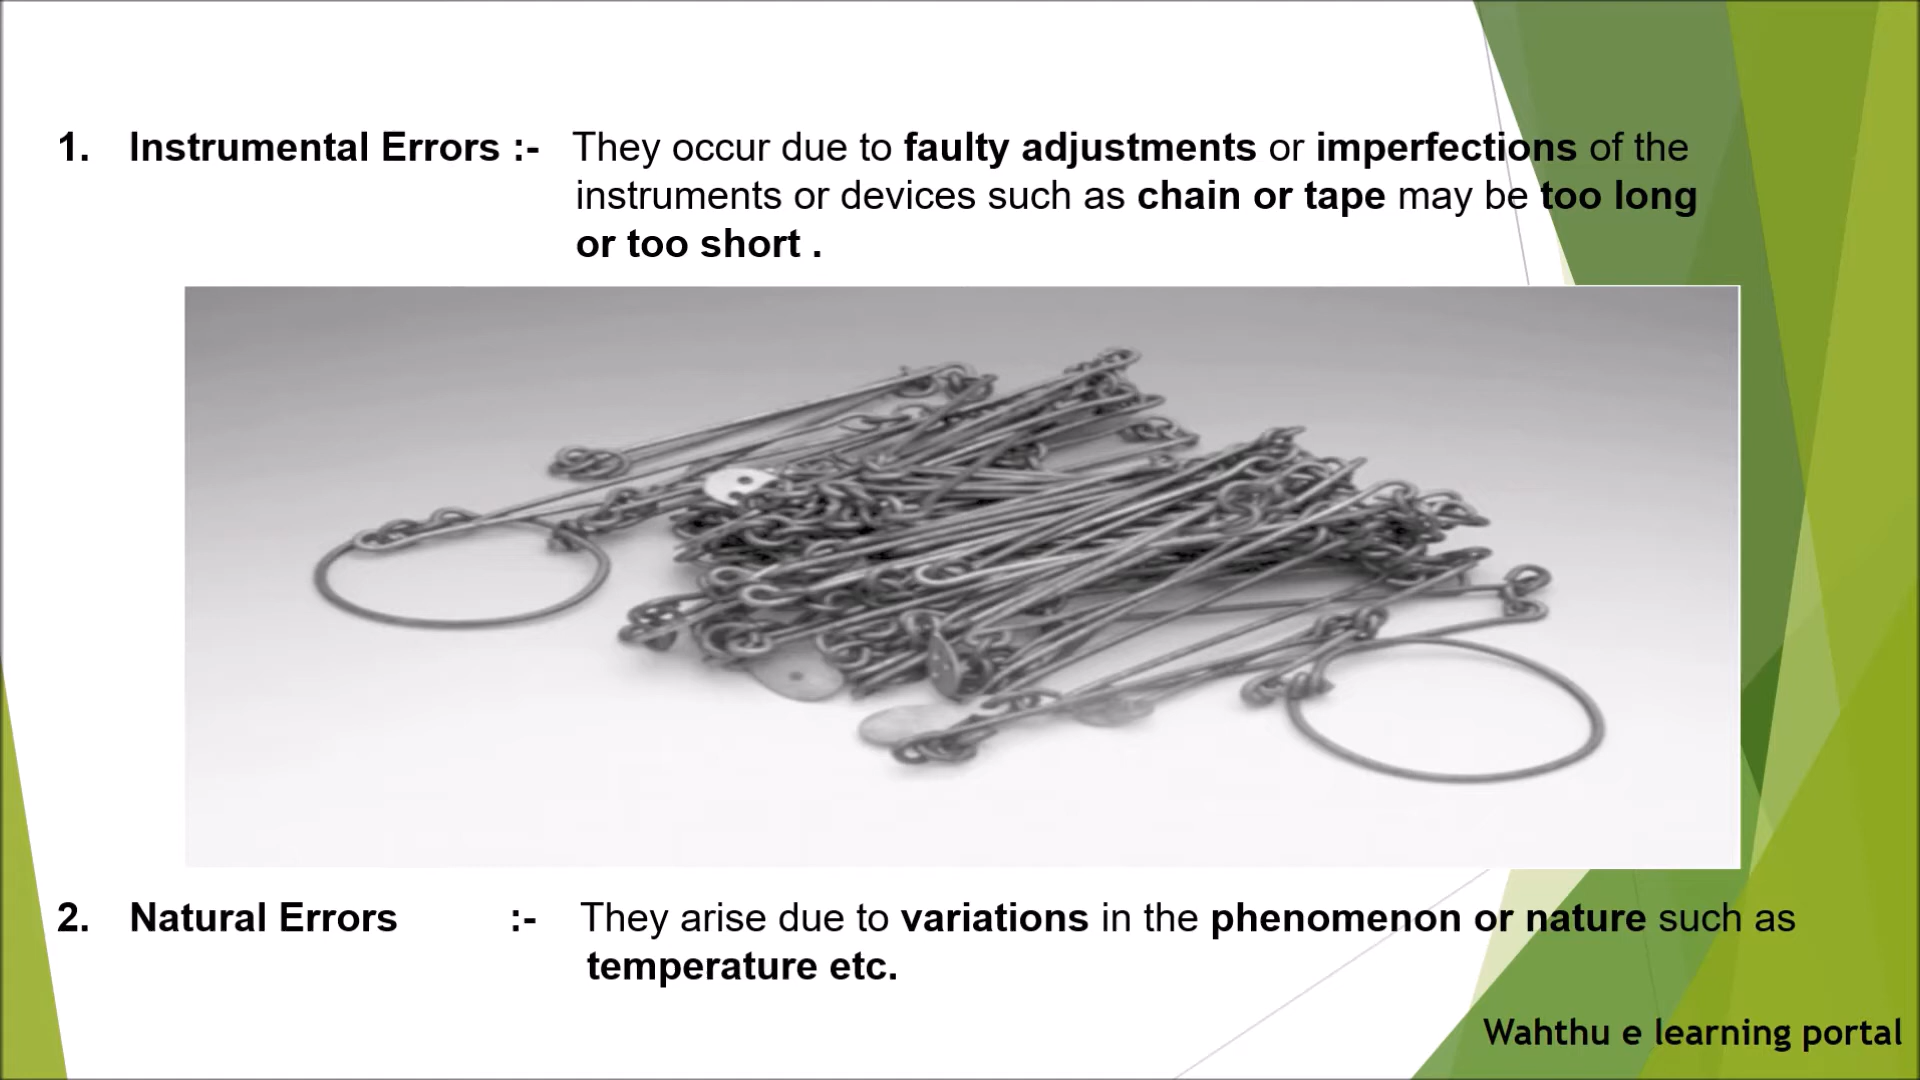 1. Instrumental Errors :- They occur due to faulty adjustments or imperfections of the
instruments or devices such as chain or tape may be too long
or too short .
2. Natural Errors :- They arise due to variations in the phenomenon or nature such as
temperature etc.
Wahthu e learning portal